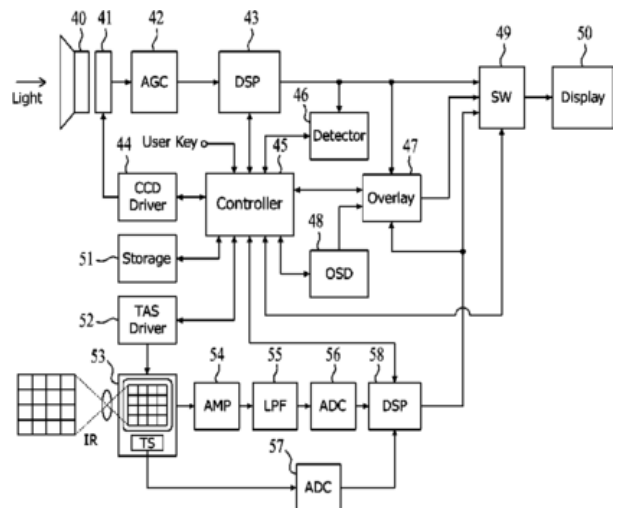 40
41
42
43
49
50
Light
AGC
DSP
SW
Display
46
Detector
User Key
45
44
47
CCD
Driver
Controller
Overlay
48
51
Storage
OSD
52
TAS
Driver
53
54
55
56
58
IR
AMP
LPF
ADC
DSP
TS
57
ADC